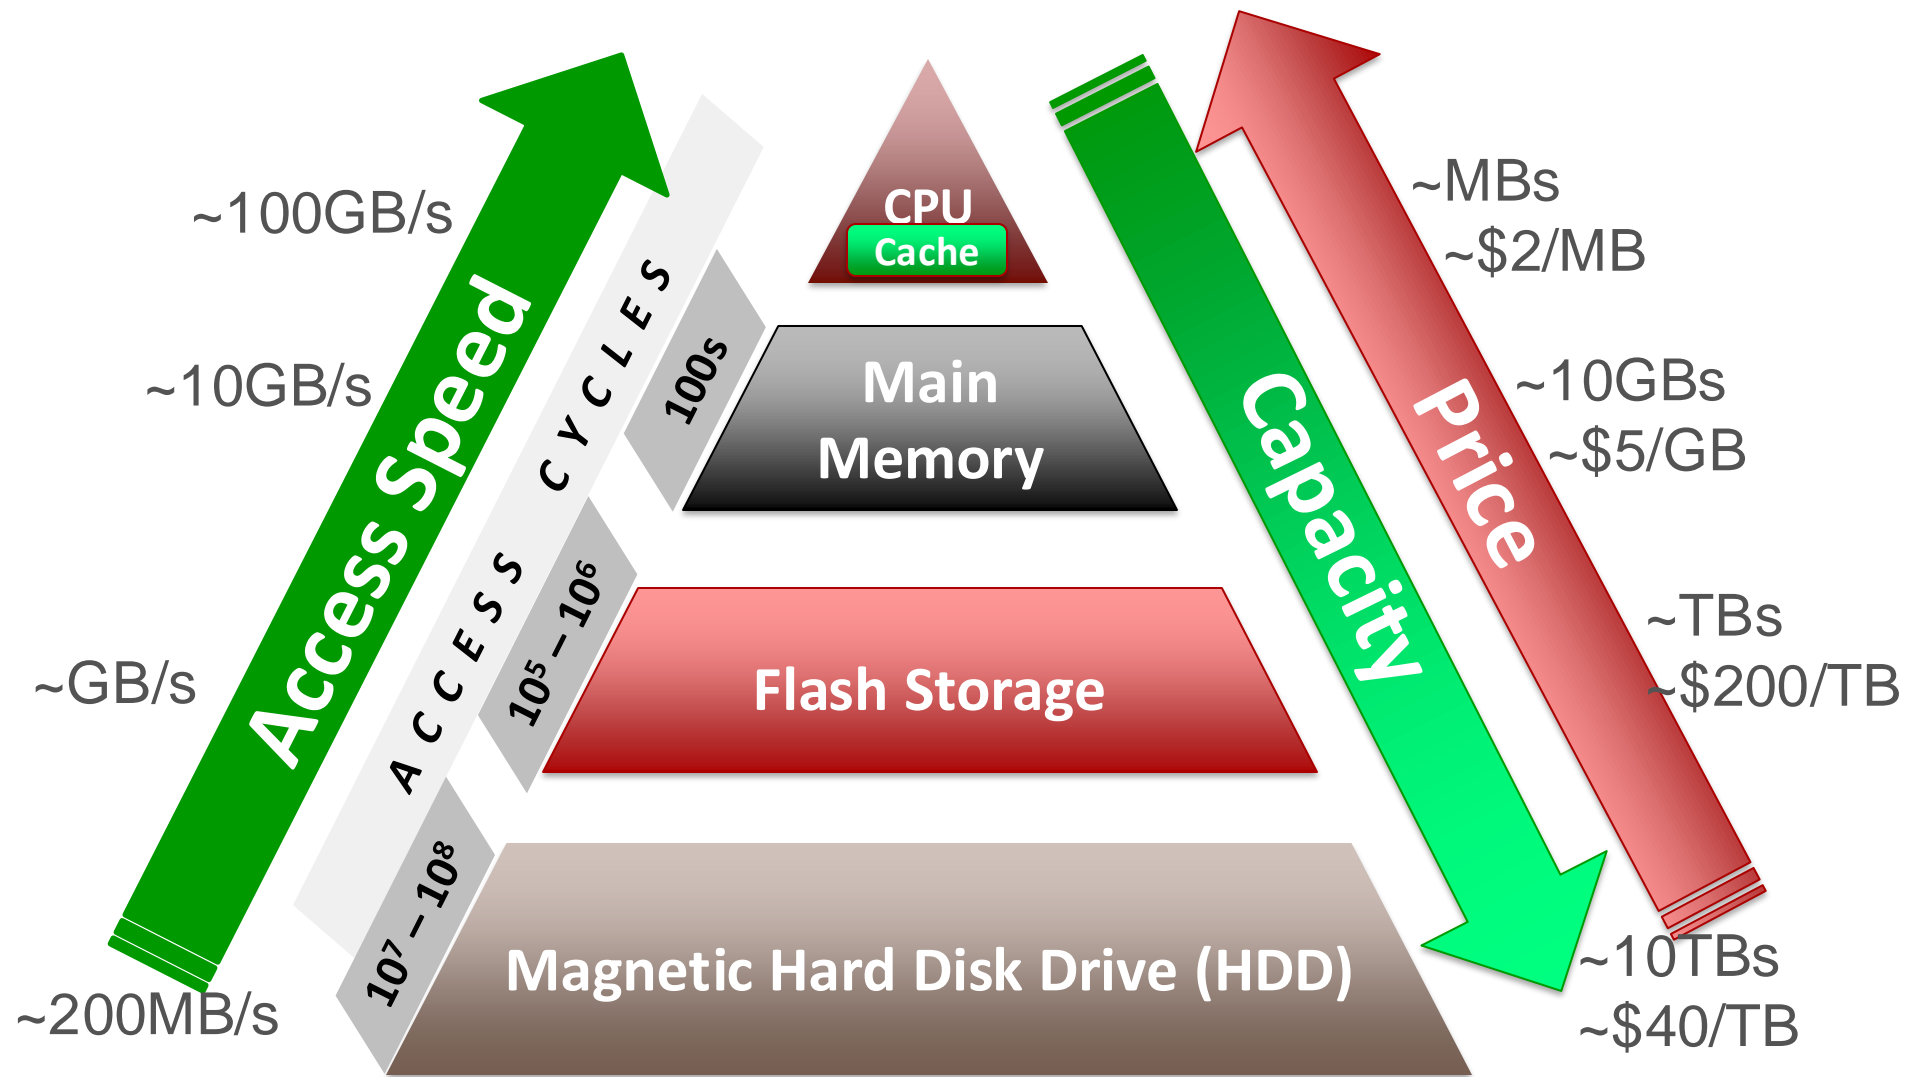 ~100GB/s
~10GB/s
~GB/s
~200MB/s
Access Speed
ACCESS CYCLES
100s
10⁵ – 10⁶
10⁷ – 10⁸
CPU
Cache
Main
Memory
Flash Storage
Magnetic Hard Disk Drive (HDD)
Capacity
Price
~MBs
~$2/MB
~10GBs
~$5/GB
~TBs
~$200/TB
~10TBs
~$40/TB